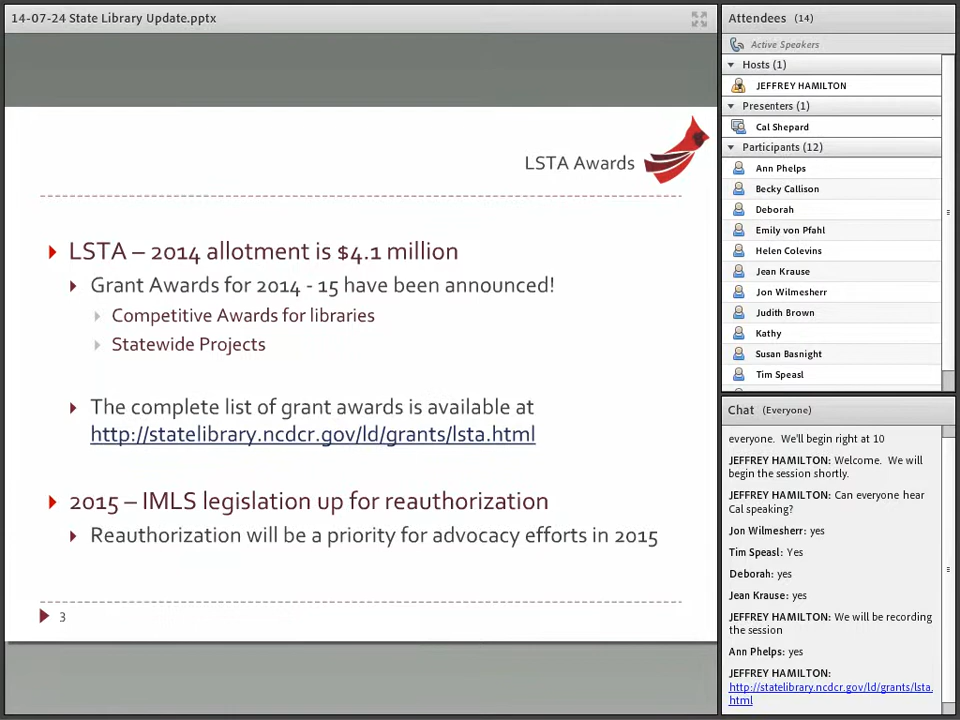 14-07-24 State Library Update.pptx
LSTA Awards
LSTA – 2014 allotment is $4.1 million
Grant Awards for 2014 - 15 have been announced!
Competitive Awards for libraries
Statewide Projects
The complete list of grant awards is available at
http://statelibrary.ncdcr.gov/ld/grants/lsta.html
2015 – IMLS legislation up for reauthorization
Reauthorization will be a priority for advocacy efforts in 2015
3
Attendees (14)
Active Speakers
Hosts (1)
JEFFREY HAMILTON
Presenters (1)
Cal Shepard
Participants (12)
Ann Phelps
Becky Callison
Deborah
Emily von Pfahl
Helen Colevins
Jean Krause
Jon Wilmesherr
Judith Brown
Kathy
Susan Basnight
Tim Speasl
Chat (Everyone)
everyone. We'll begin right at 10
JEFFREY HAMILTON: Welcome. We will
begin the session shortly.
JEFFREY HAMILTON: Can everyone hear
Cal speaking?
Jon Wilmesherr: yes
Tim Speasl: Yes
Deborah: yes
Jean Krause: yes
JEFFREY HAMILTON: We will be recording
the session
Ann Phelps: yes
JEFFREY HAMILTON:
http://statelibrary.ncdcr.gov/ld/grants/lsta.
html